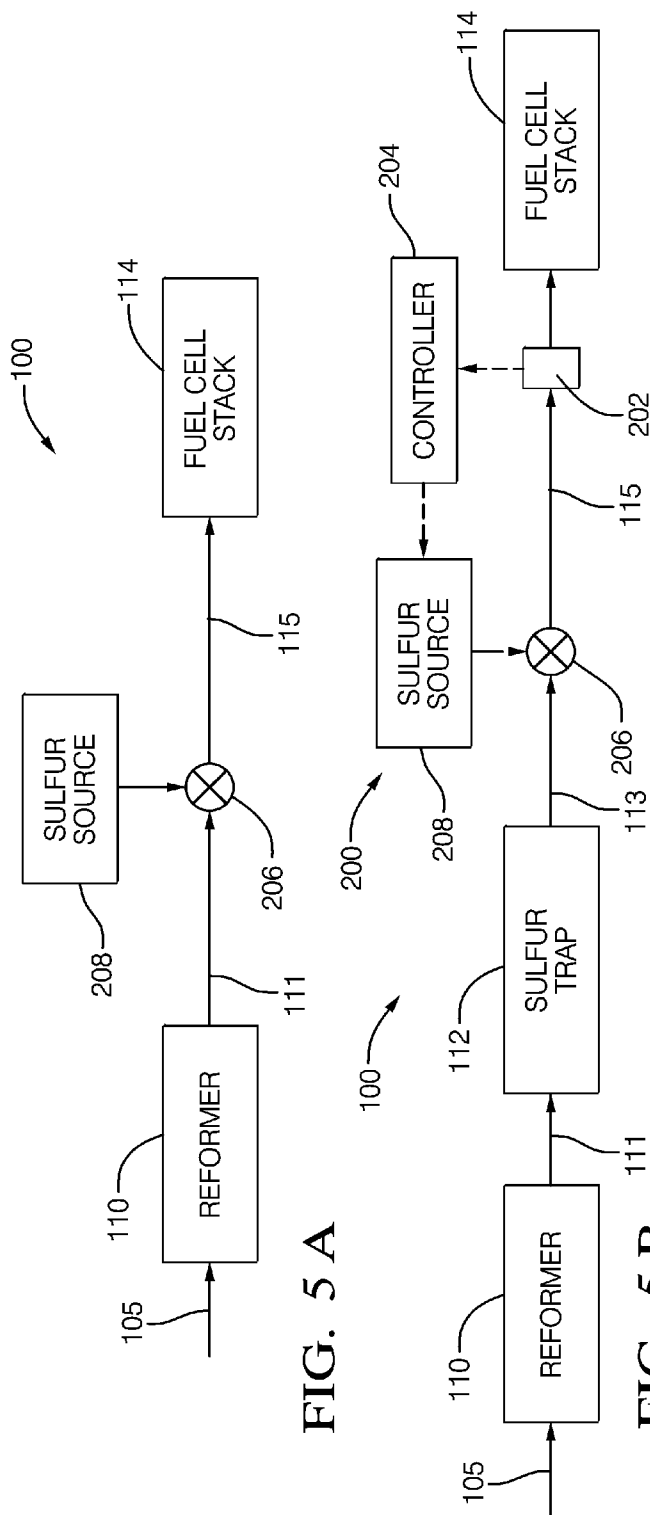 100
SULFUR
SOURCE
208
206
105
110
REFORMER
111
115
FUEL CELL
STACK
114
FIG. 5 A
100
200
CONTROLLER
204
SULFUR
SOURCE
208
105
110
REFORMER
111
112
SULFUR
TRAP
113
206
115
202
FUEL CELL
STACK
114
FIG. 5 B